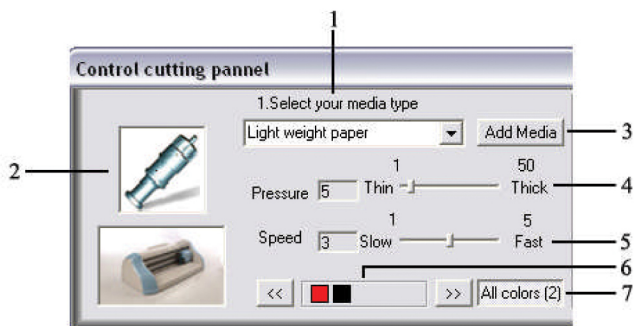 1
Control cutting pannel
1.Select your media type
Light weight paper Add Media 3
2
1 50
Pressure 5 Thin Thick 4
1 5
Speed 3 Slow Fast 5
6
<< >> All colors (2) 7